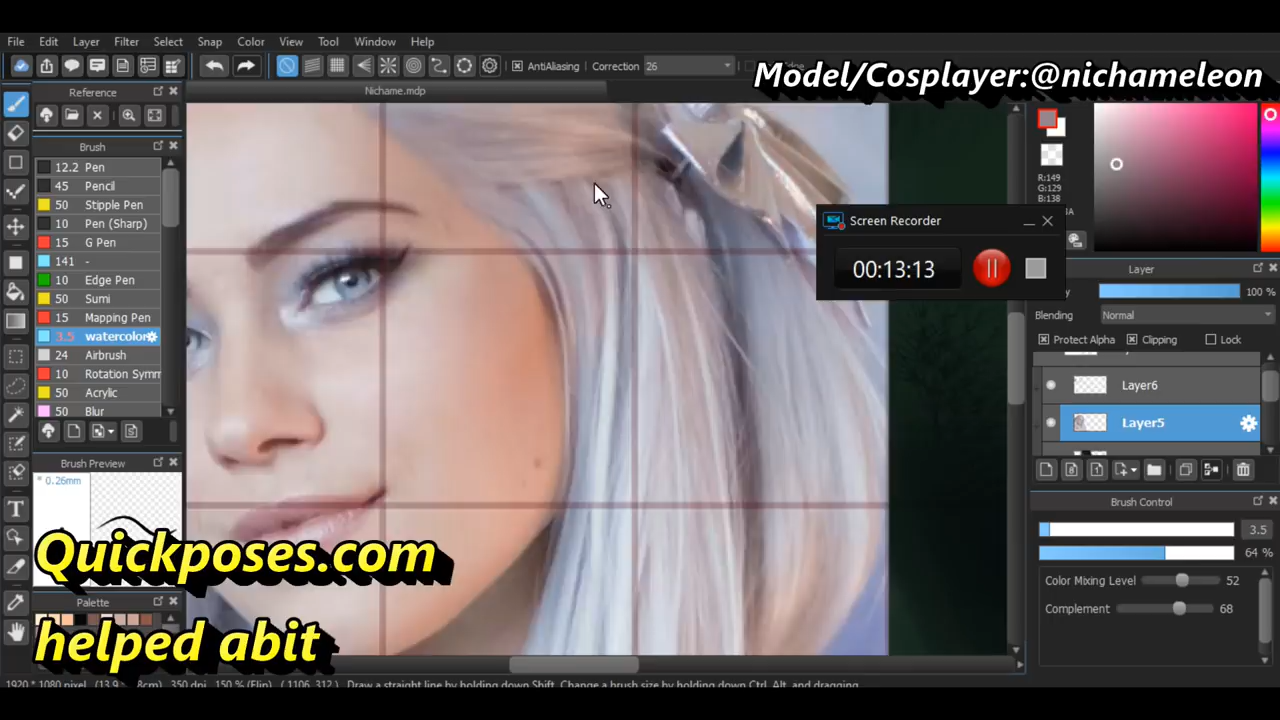 File Edit Layer Filter Select Snap Color View Tool Window Help
AntiAliasing Correction 26
Model/Cosplayer:@nichameleon
Reference
Nichame.mdp
Brush
12.2 Pen
45 Pencil
50 Stipple Pen
10 Pen (Sharp)
15 G Pen
141 -
10 Edge Pen
50 Sumi
15 Mapping Pen
3.5 watercolor
24 Airbrush
10 Rotation Symm
50 Acrylic
50 Blur
Brush Preview
* 0.26mm
Quickposes.com
helped abit
Palette
R:149
G:129
B:138
Screen Recorder
00:13:13
Layer
100 %
Blending Normal
Protect Alpha Clipping Lock
Layer6
Layer5
Brush Control
3.5
64 %
Color Mixing Level 52
Complement 68
1920 * 1080 pixel 350 dpi 150 % (Flip) ( 1106, 312 ) Draw a straight line by holding down Shift, Change a brush size by holding down Ctrl, Alt, and dragging